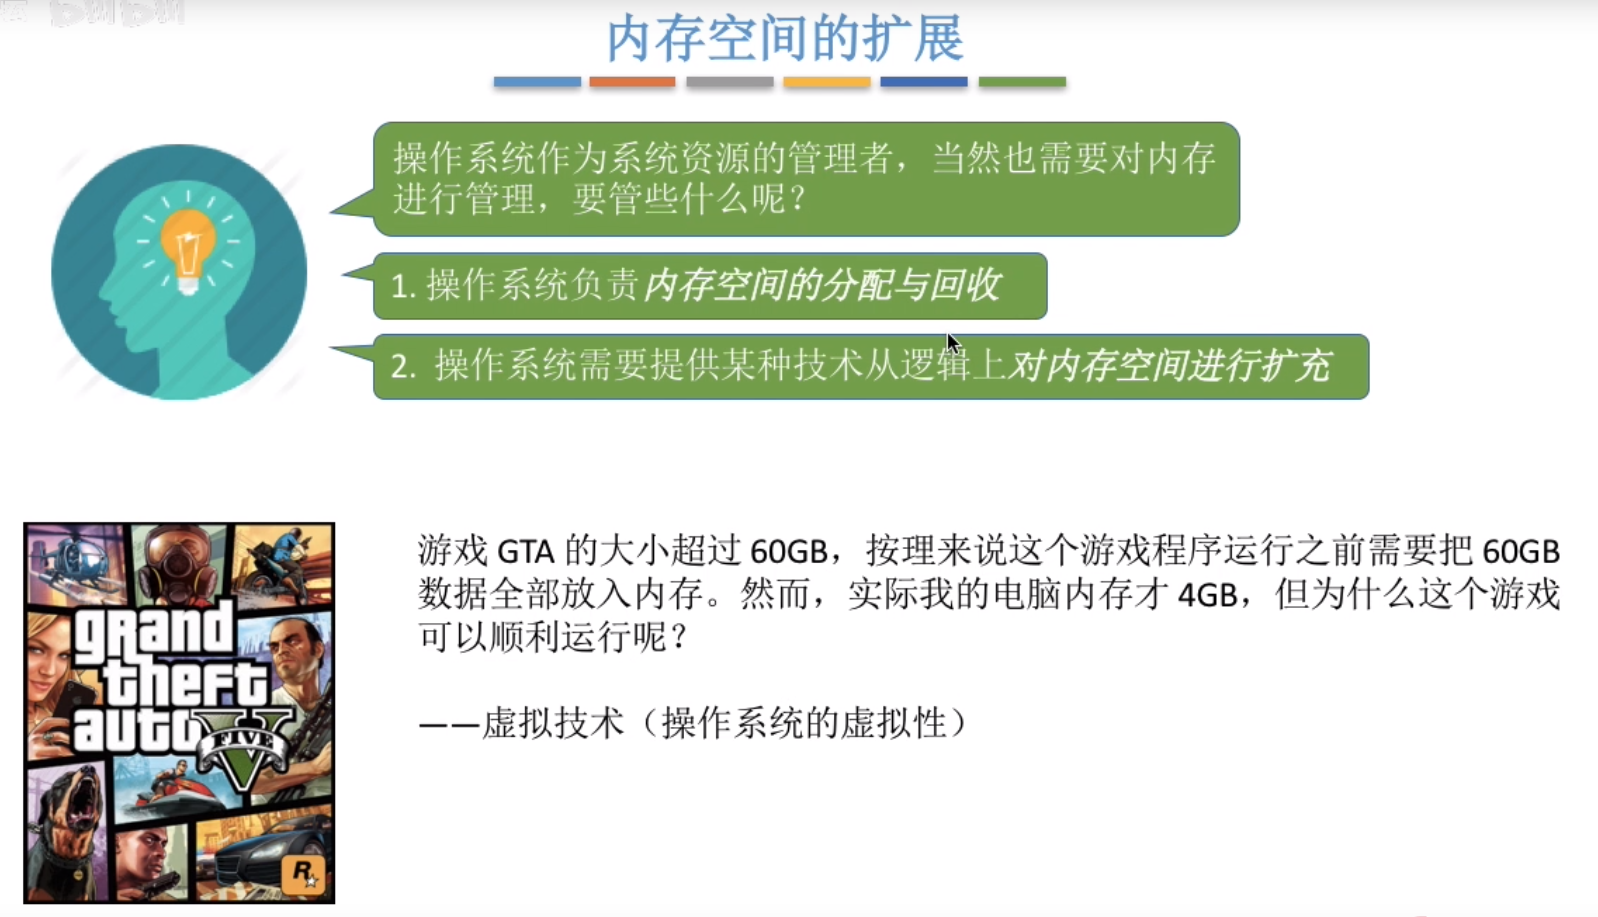 内存空间的扩展
操作系统作为系统资源的管理者，当然也需要对内存
进行管理，要管些什么呢？
1. 操作系统负责内存空间的分配与回收
2. 操作系统需要提供某种技术从逻辑上对内存空间进行扩充
游戏 GTA 的大小超过 60GB，按理来说这个游戏程序运行之前需要把 60GB
数据全部放入内存。然而，实际我的电脑内存才 4GB，但为什么这个游戏
可以顺利运行呢？
——虚拟技术（操作系统的虚拟性）
grand
theft
auto
V
FIVE
R